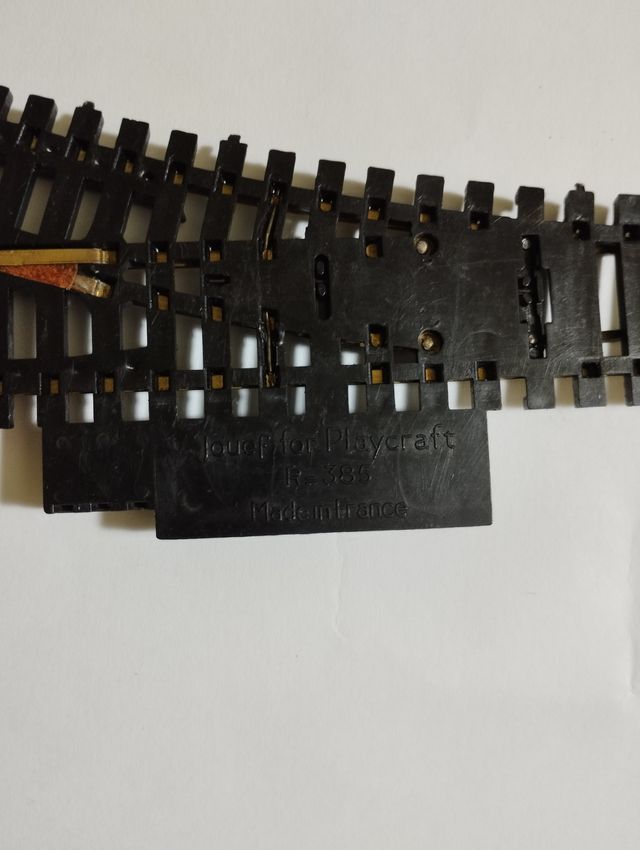 Jouef for Playcraft
R=385
Made in France